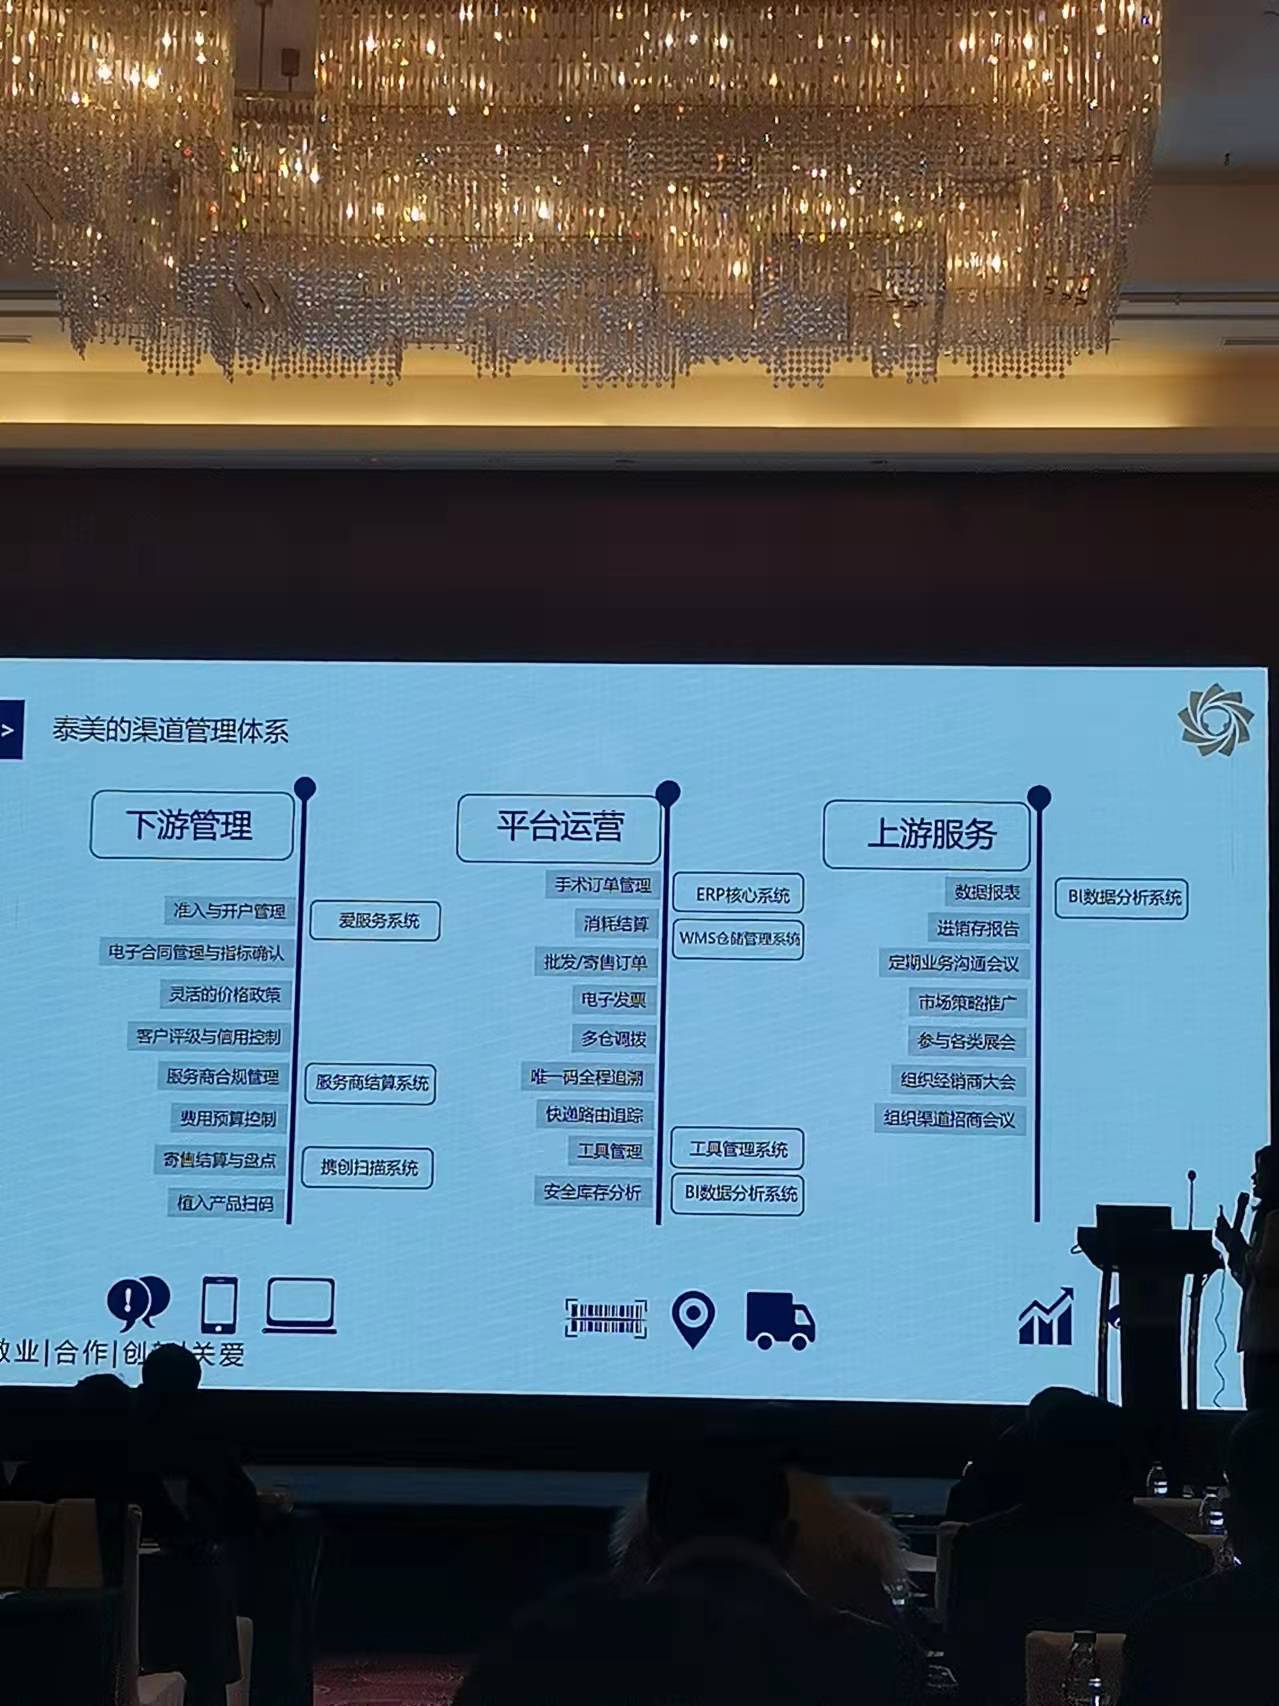 >
泰美的渠道管理体系
下游管理
准入与开户管理
电子合同管理与指标确认
灵活的价格政策
客户评级与信用控制
服务商合规管理
费用预算控制
寄售结算与盘点
植入产品扫码
爱服务系统
服务商结算系统
携创扫描系统
平台运营
手术订单管理
消耗结算
批发/寄售订单
电子发票
多仓调拨
唯一码全程追溯
快递路由追踪
工具管理
安全库存分析
ERP核心系统
WMS仓储管理系统
工具管理系统
BI数据分析系统
上游服务
数据报表
进销存报告
定期业务沟通会议
市场策略推广
参与各类展会
组织经销商大会
组织渠道招商会议
BI数据分析系统
业|合作|创 关爱